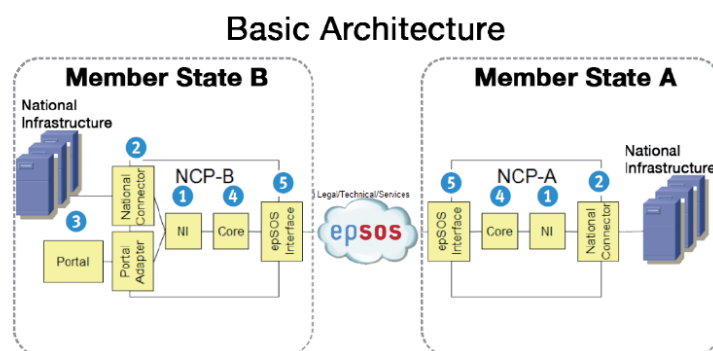 Basic Architecture
Member State B
Member State A
National
Infrastructure
2
NCP-B
1
4
5
3
National
Connector
NI
Core
epSOS
Interface
Portal
Portal
Adapter
Legal/Technical/Services
epsos
NCP-A
5
4
1
2
epSOS
Interface
Core
NI
National
Connector
National
Infrastructure